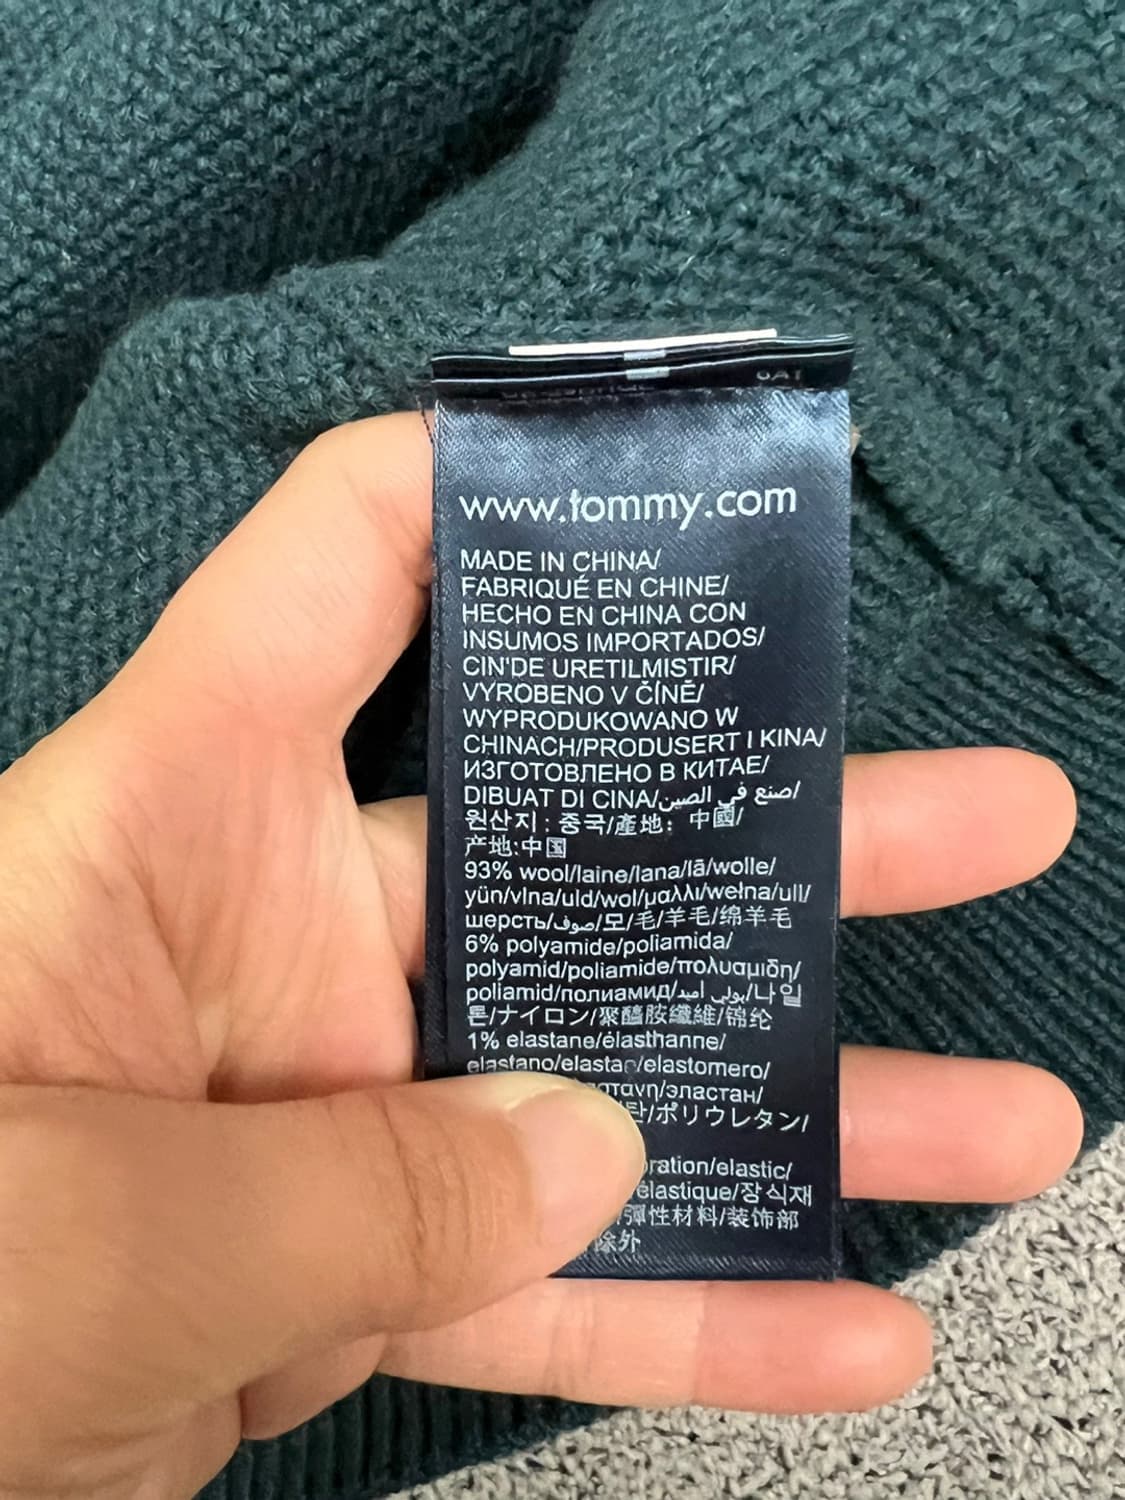 6A1
www.tommy.com
MADE IN CHINA/
FABRIQUÉ EN CHINE/
HECHO EN CHINA CON
INSUMOS IMPORTADOS/
CIN'DE URETILMISTIR/
VYROBENO V ČÍNĚ/
WYPRODUKOWANO W
CHINACH/PRODUSERT I KINA/
ИЗГОТОВЛЕНО В КИТАЕ/
DIBUAT DI CINA/صنع في الصين/
원산지 : 중국/產地: 中國/
产地:中国
93% wool/laine/lana/lã/wolle/
yün/vlna/uld/wol/μαλλι/wełna/ull/
шерсть/صوف/모/毛/羊毛/绵羊毛
6% polyamide/poliamida/
polyamid/poliamide/πολυαμιδη/
poliamid/полиамид/بولي اميد/나일
론/ナイロン/聚醯胺纖維/锦纶
1% elastane/élasthanne/
elastano/elasta /elastomero/
/эластан/
탄/ポリウレタン/
oration/elastic/
élastique/장식재
/彈性材料/装饰部
除外